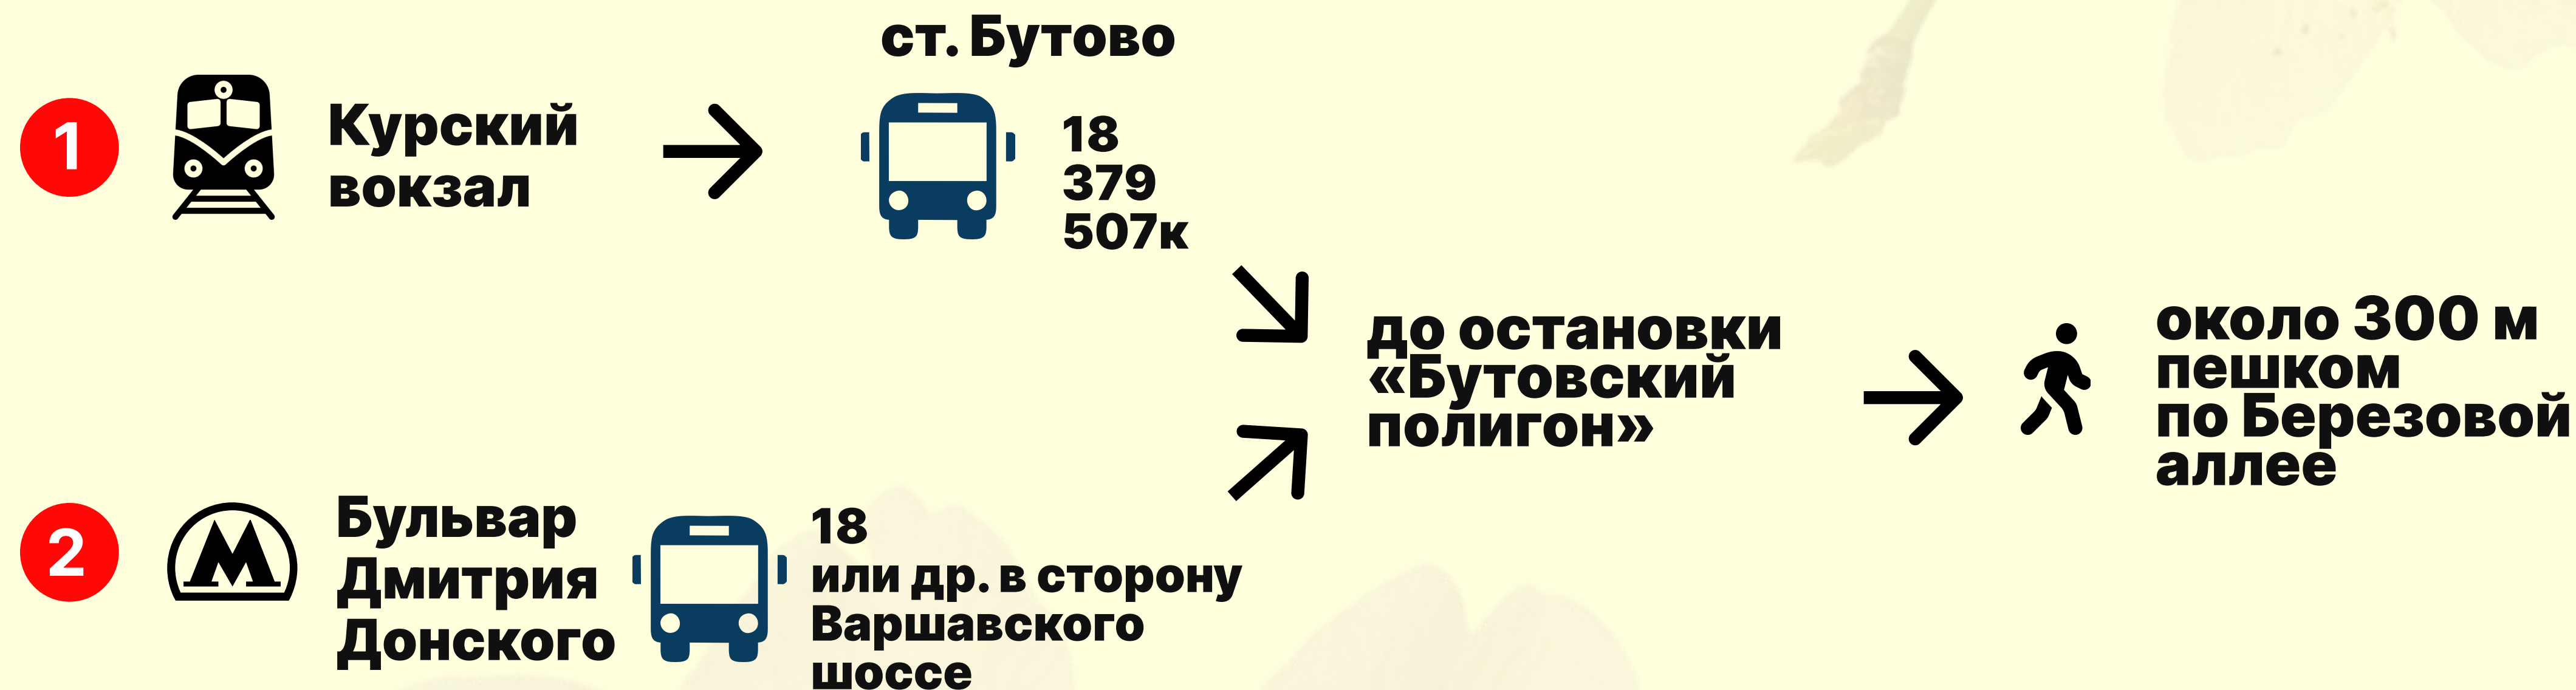 ст. Бутово
1
Курский
вокзал
18
379
507к
до остановки
«Бутовский
полигон»
около 300 м
пешком
по Березовой
аллее
2
М
Бульвар
Дмитрия
Донского
18
или др. в сторону
Варшавского
шоссе